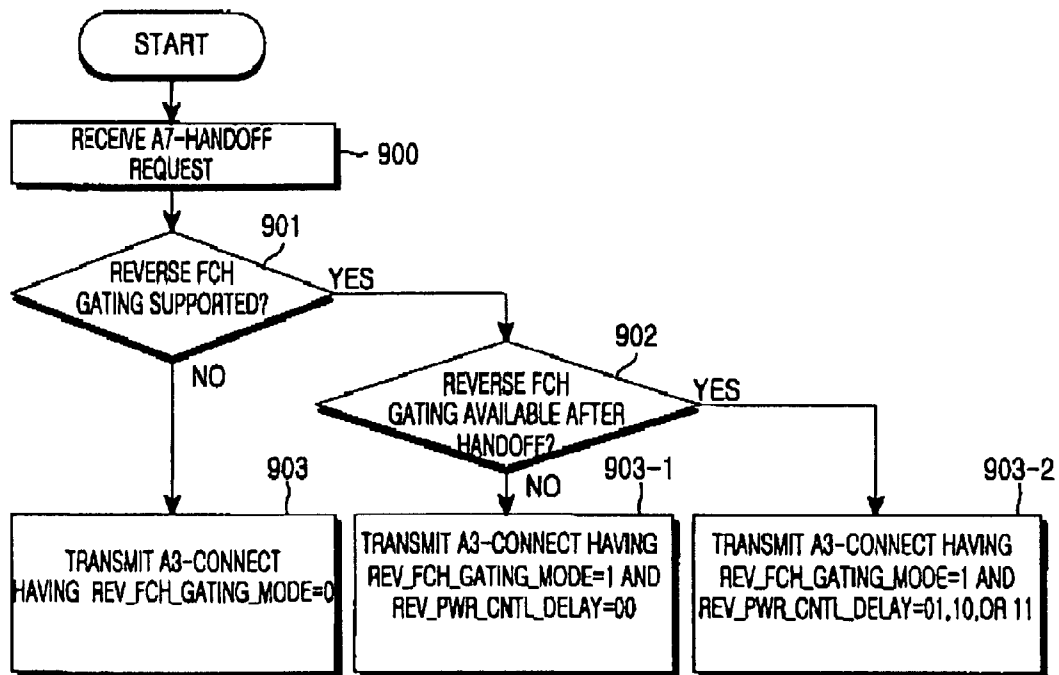 START
RECEIVE A7-HANDOFF
REQUEST
900
901
REVERSE FCH
GATING SUPPORTED?
YES
NO
902
REVERSE FCH
GATING AVAILABLE AFTER
HANDOFF?
YES
NO
903
TRANSMIT A3-CONNECT
HAVING REV_FCH_GATING_MODE=0
903-1
TRANSMIT A3-CONNECT HAVING
REV_FCH_GATING_MODE=1 AND
REV_PWR_CNTL_DELAY=00
903-2
TRANSMIT A3-CONNECT HAVING
REV_FCH_GATING_MODE=1 AND
REV_PWR_CNTL_DELAY=01,10,OR 11